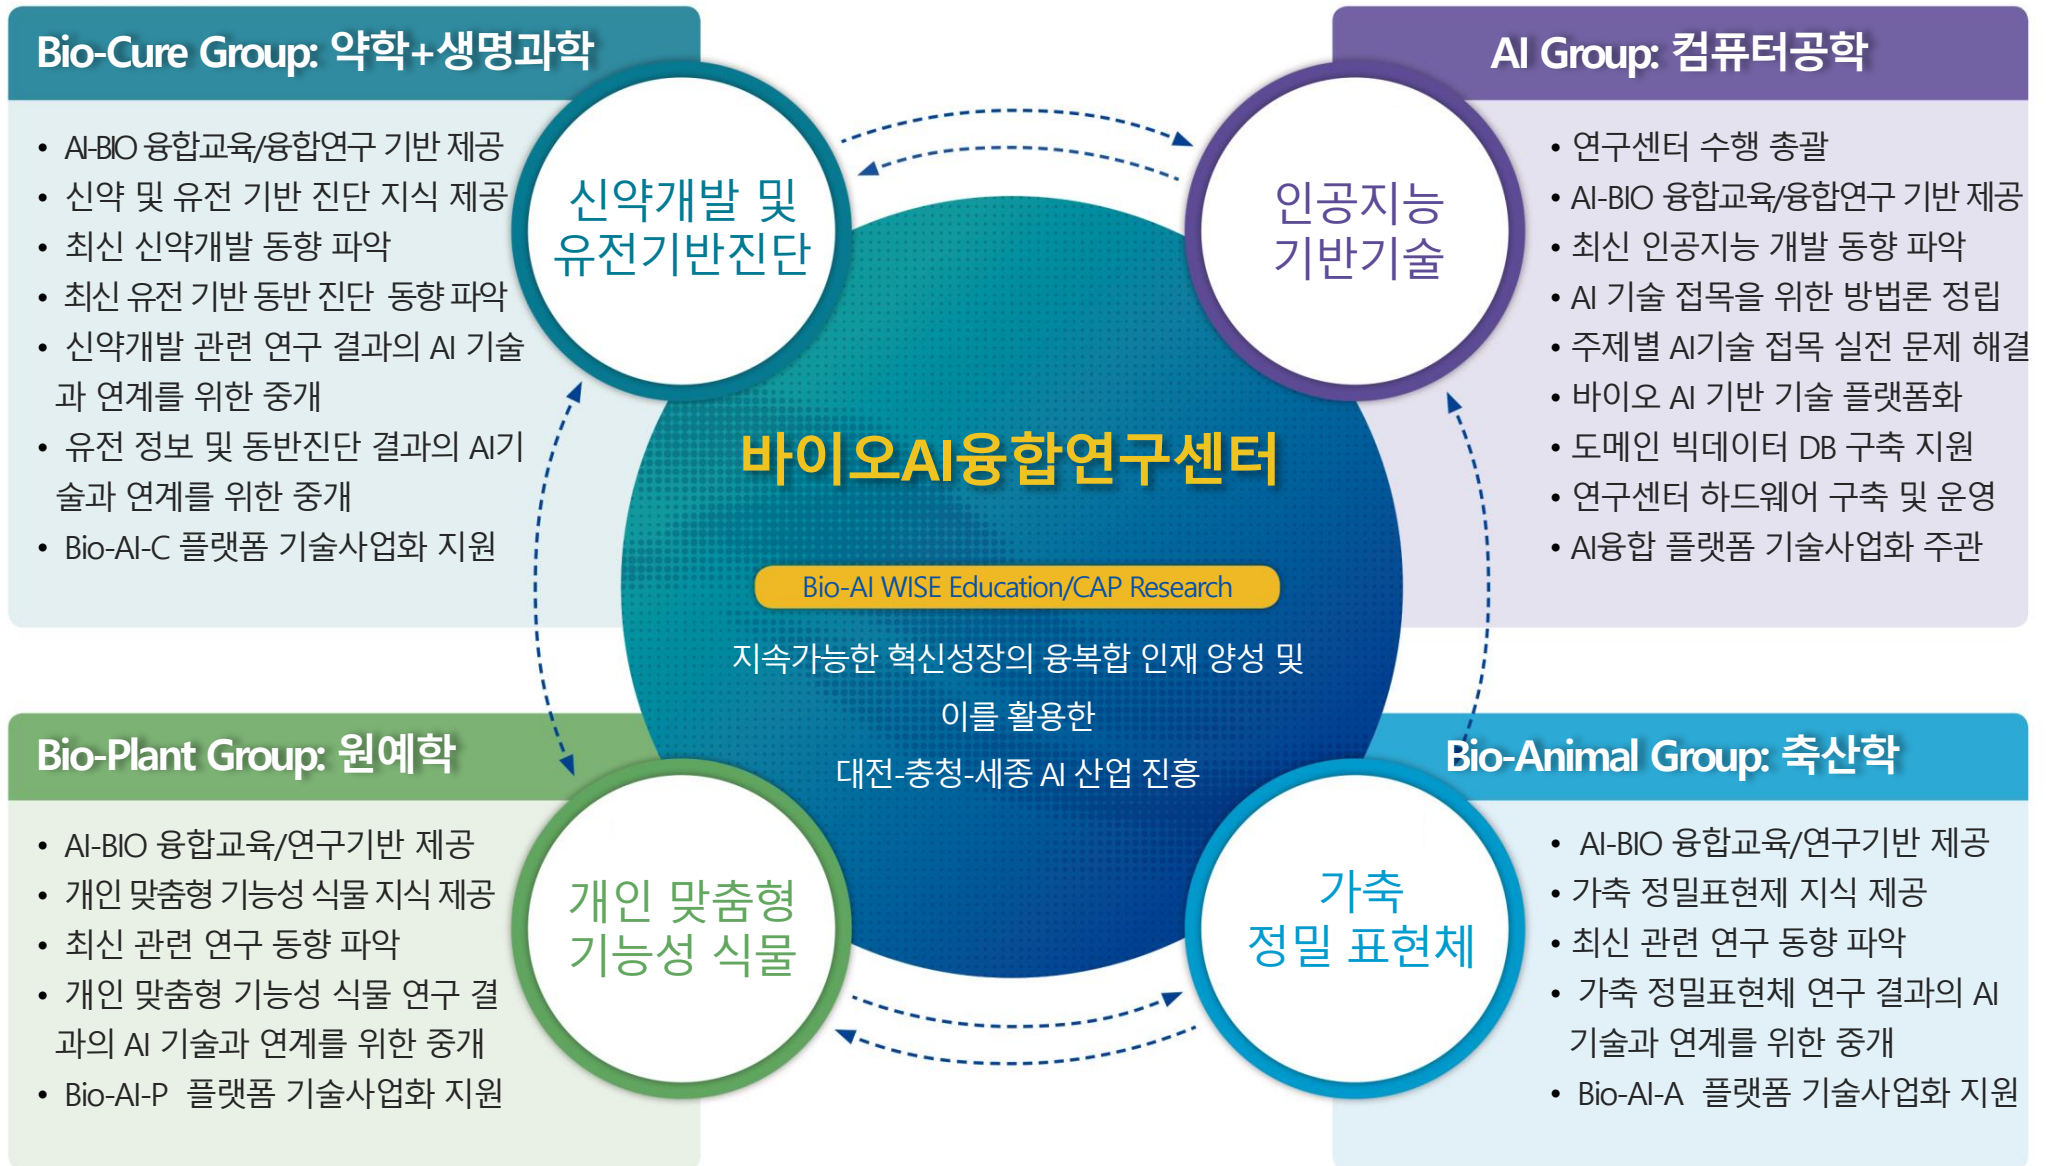 Bio-Cure Group: 약학+생명과학
• AI-BIO 융합교육/융합연구 기반 제공
• 신약 및 유전 기반 진단 지식 제공
• 최신 신약개발 동향 파악
• 최신 유전 기반 동반 진단 동향 파악
• 신약개발 관련 연구 결과의 AI 기술
과 연계를 위한 중개
• 유전 정보 및 동반진단 결과의 AI기
술과 연계를 위한 중개
• Bio-AI-C 플랫폼 기술사업화 지원
신약개발 및
유전기반진단
AI Group: 컴퓨터공학
• 연구센터 수행 총괄
• AI-BIO 융합교육/융합연구 기반 제공
• 최신 인공지능 개발 동향 파악
• AI 기술 접목을 위한 방법론 정립
• 주제별 AI기술 접목 실전 문제 해결
• 바이오 AI 기반 기술 플랫폼화
• 도메인 빅데이터 DB 구축 지원
• 연구센터 하드웨어 구축 및 운영
• AI융합 플랫폼 기술사업화 주관
인공지능
기반기술
바이오AI융합연구센터
Bio-AI WISE Education/CAP Research
지속가능한 혁신성장의 융복합 인재 양성 및
이를 활용한
대전-충청-세종 AI 산업 진흥
Bio-Plant Group: 원예학
• AI-BIO 융합교육/연구기반 제공
• 개인 맞춤형 기능성 식물 지식 제공
• 최신 관련 연구 동향 파악
• 개인 맞춤형 기능성 식물 연구 결
과의 AI 기술과 연계를 위한 중개
• Bio-AI-P 플랫폼 기술사업화 지원
개인 맞춤형
기능성 식물
Bio-Animal Group: 축산학
• AI-BIO 융합교육/연구기반 제공
• 가축 정밀표현제 지식 제공
• 최신 관련 연구 동향 파악
• 가축 정밀표현체 연구 결과의 AI
기술과 연계를 위한 중개
• Bio-AI-A 플랫폼 기술사업화 지원
가축
정밀 표현체